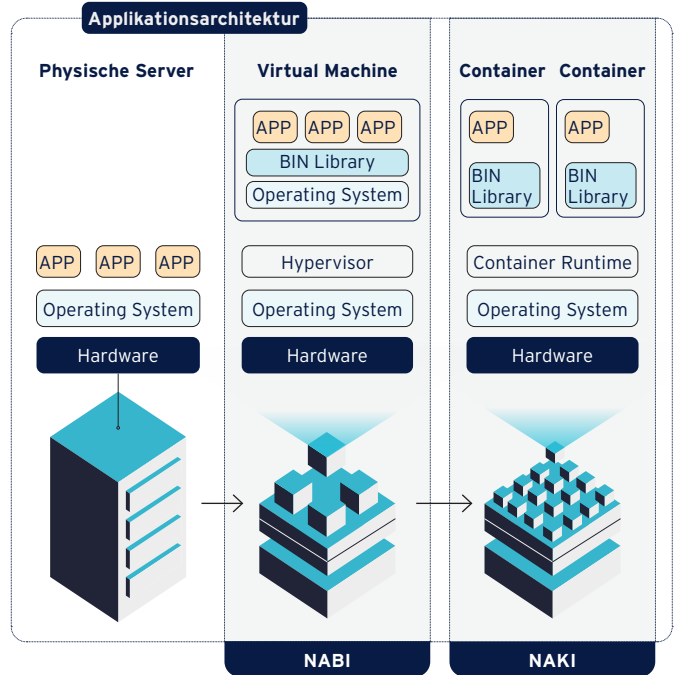 Applikationsarchitektur
Physische Server
Virtual Machine
Container Container
APP APP APP
BIN Library
Operating System
APP
BIN
Library
APP
BIN
Library
APP APP APP
Operating System
Hardware
Hypervisor
Operating System
Hardware
Container Runtime
Operating System
Hardware
NABI
NAKI